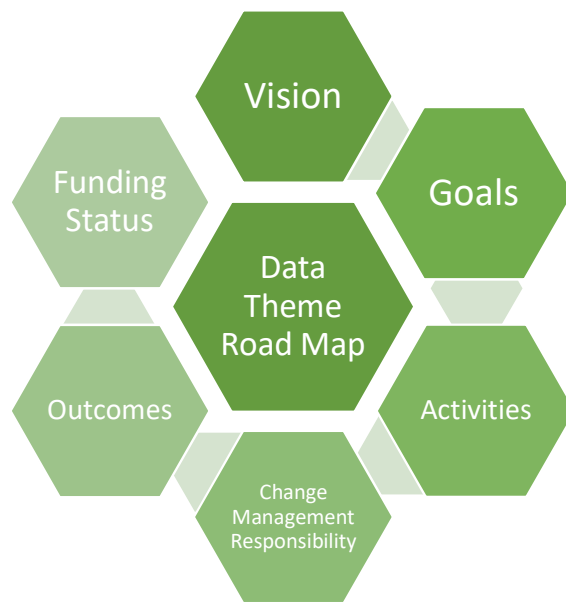 Vision
Goals
Funding
Status
Data
Theme
Road Map
Activities
Outcomes
Change
Management
Responsibility